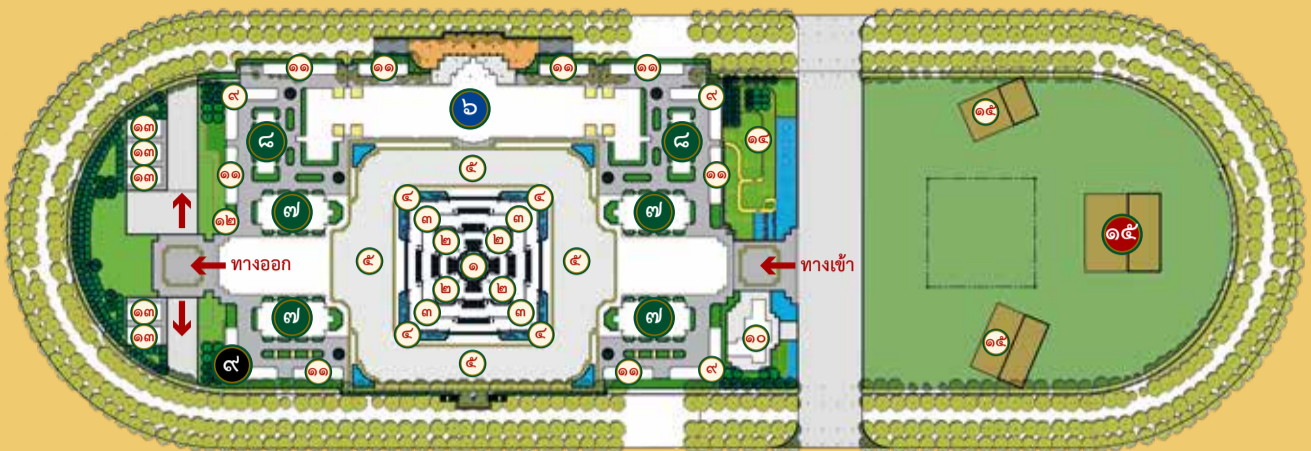 ๑๑ ๑๑ ๑๑ ๑๑
๙ ๖ ๙
๑๕
๑๓ ๘ ๘ ๑๔
๑๓
๑๓ ๑๑ ๕ ๑๑
๔ ๔
๑๒ ๗ ๓ ๓ ๗
๒ ๒
๑๕
ทางออก ๕ ๑ ๕ ทางเข้า
๒ ๒
๑๓ ๗ ๓ ๓ ๗
๑๓ ๔ ๔ ๑๐
๑๕
๙ ๑๑ ๕ ๑๑ ๙